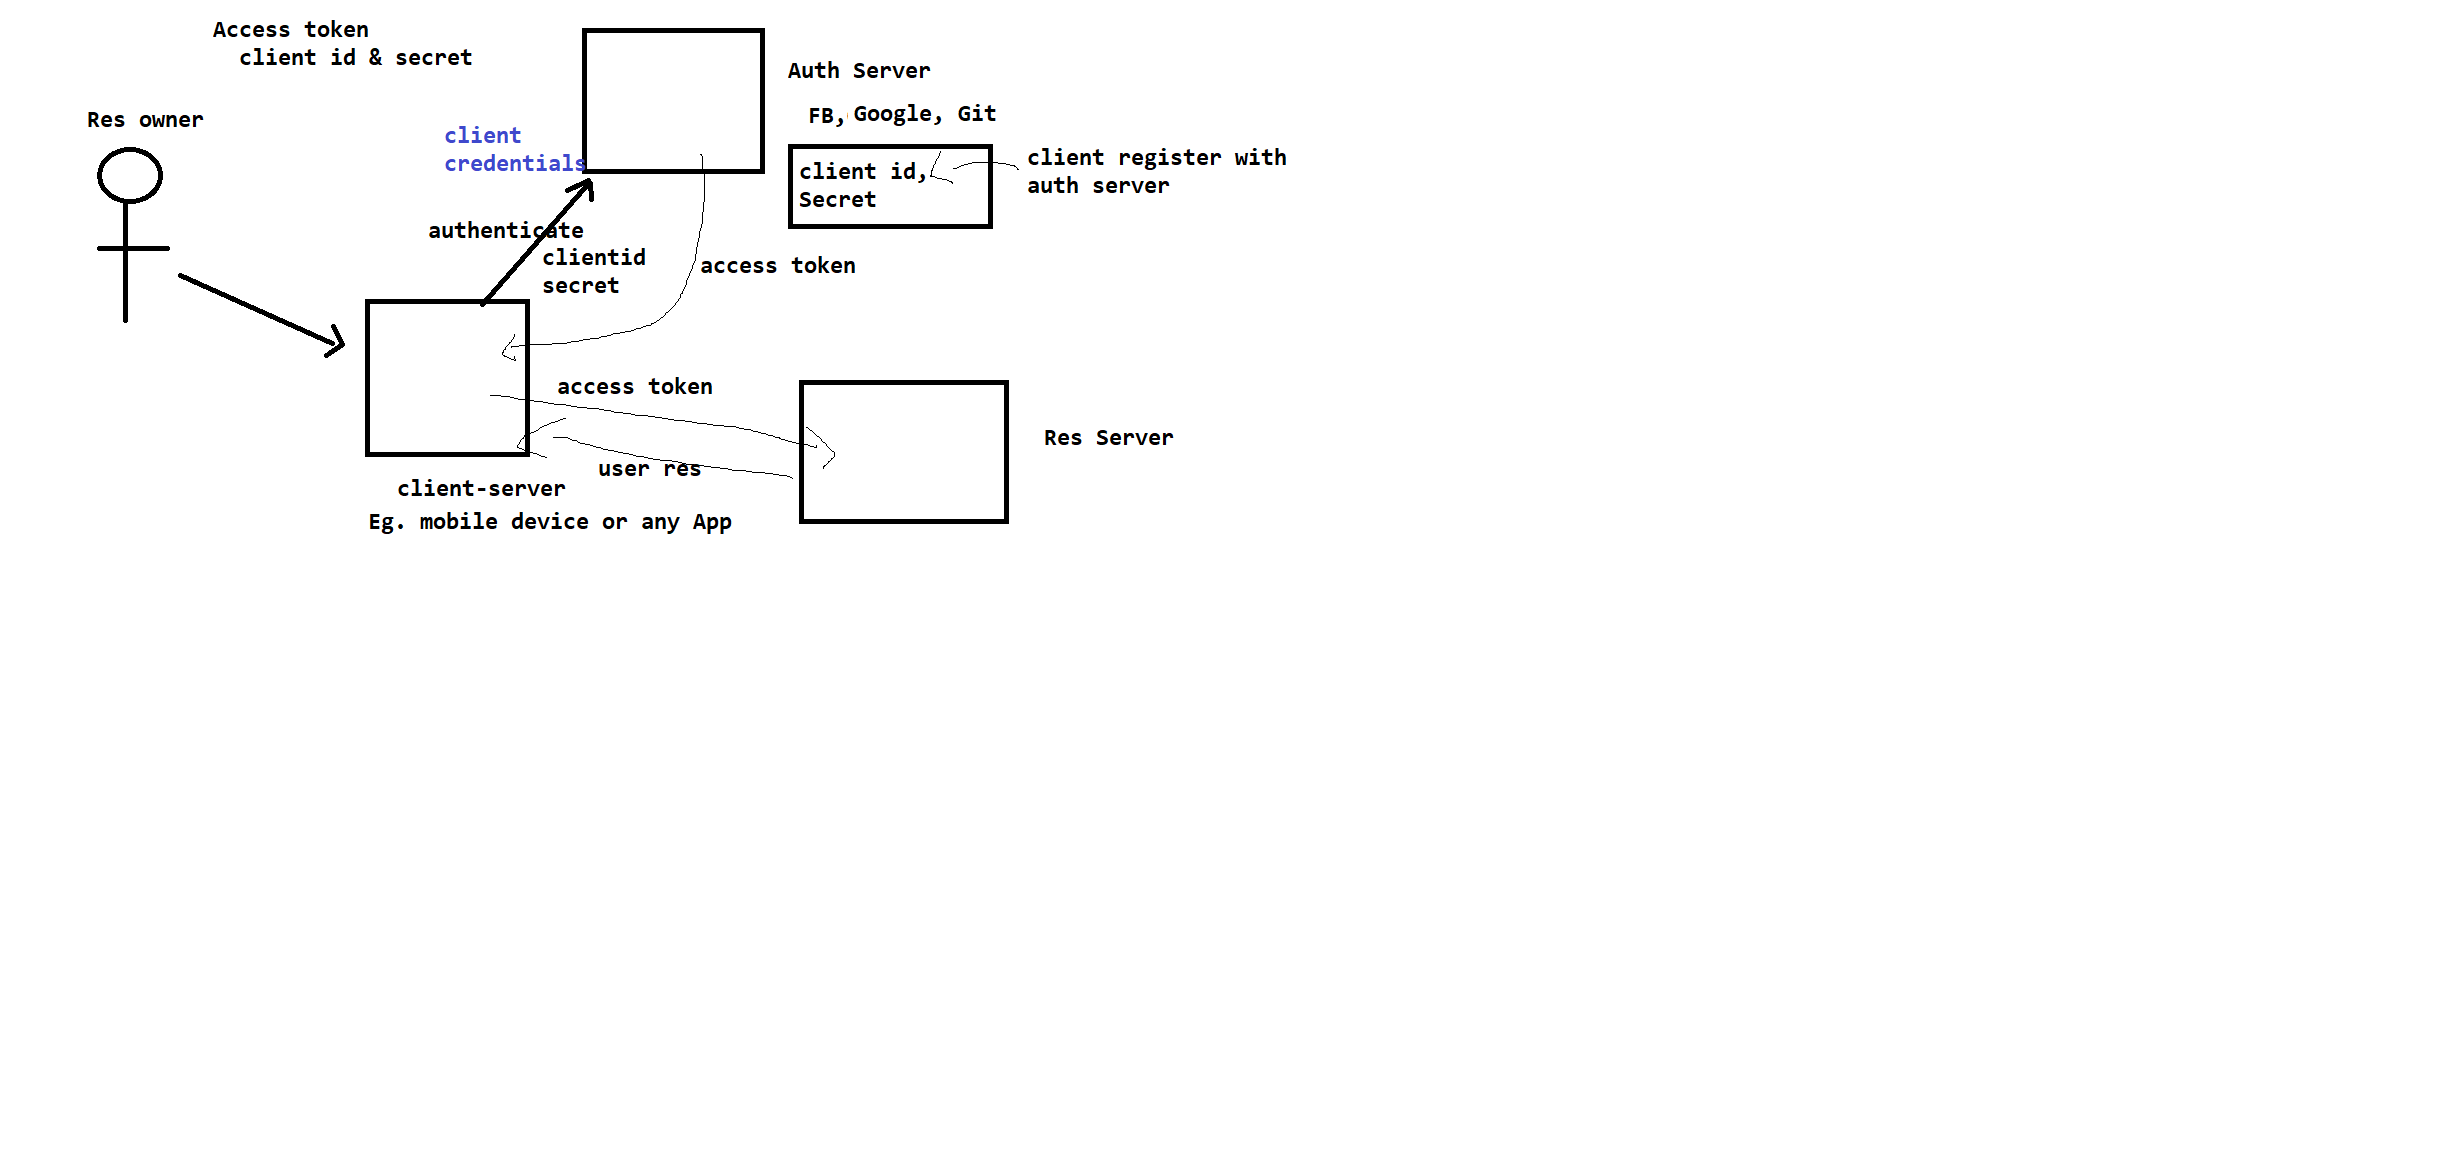 Access token
client id & secret
Res owner
Auth Server
FB, Google, Git
client
credentials
client id,
Secret
client register with
auth server
authenticate
clientid
secret
access token
access token
user res
Res Server
client-server
Eg. mobile device or any App